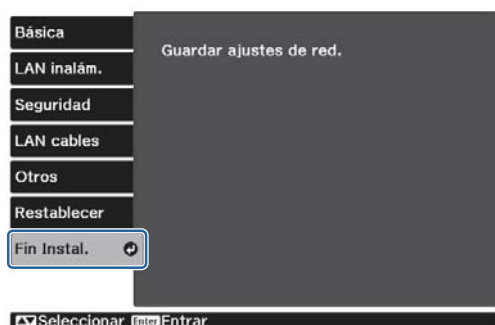 Básica
LAN inalám.
Seguridad
LAN cables
Otros
Restablecer
Fin Instal.
Guardar ajustes de red.
Seleccionar Enter Entrar